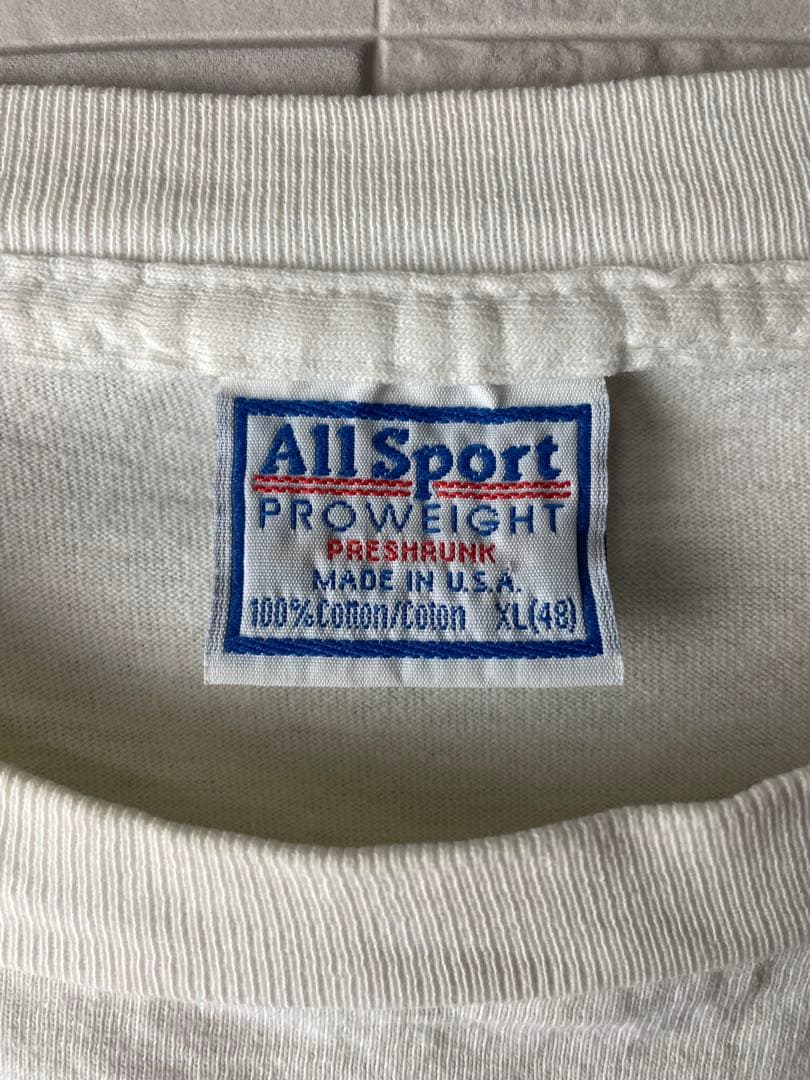 All Sport
PROWEIGHT
PRESHRUNK
MADE IN U.S.A.
100% Cotton/Coton XL(48)